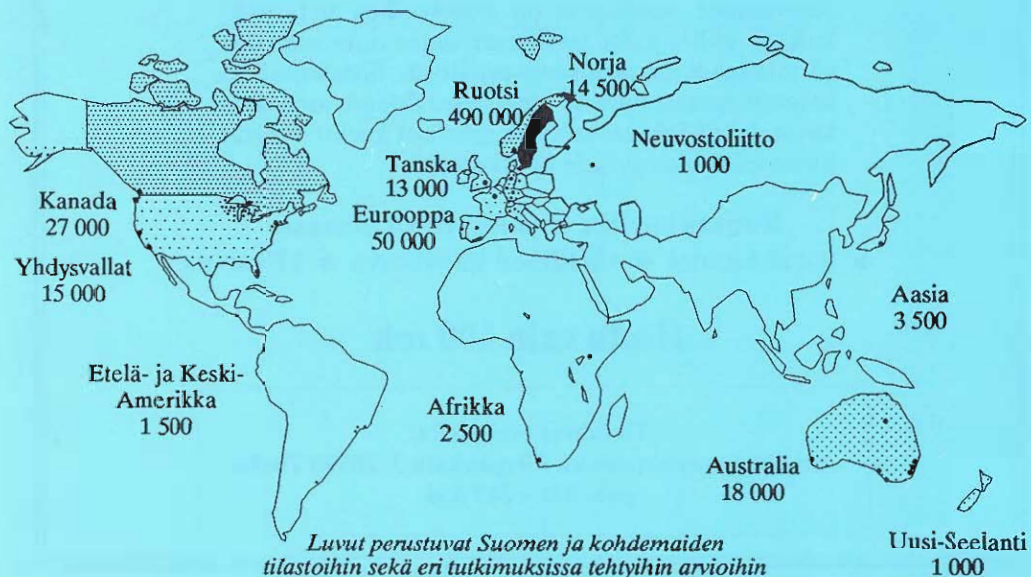 Norja
14 500
Ruotsi
490 000
Neuvostoliitto
1 000
Tanska
13 000
Kanada
27 000
Eurooppa
50 000
Yhdysvallat
15 000
Aasia
3 500
Etelä- ja Keski-
Amerikka
1 500
Afrikka
2 500
Australia
18 000
Uusi-Seelanti
1 000
Luvut perustuvat Suomen ja kohdemaiden
tilastoihin sekä eri tutkimuksissa tehtyihin arvioihin